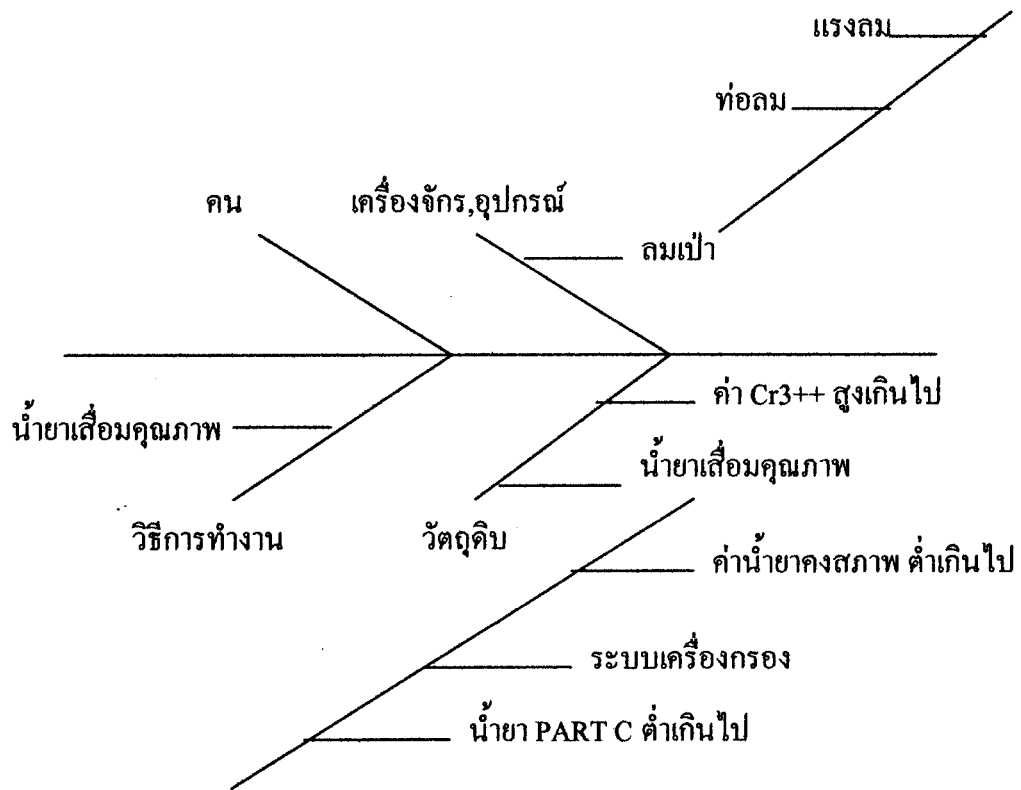 แรงลม
ท่อลม
คน
เครื่องจักร,อุปกรณ์
ลมเป่า
ค่า Cr3++ สูงเกินไป
น้ำยาเสื่อมคุณภาพ
น้ำยาเสื่อมคุณภาพ
วิธีการทำงาน
วัตถุดิบ
ค่าน้ำยาคงสภาพ ต่ำเกินไป
ระบบเครื่องกรอง
น้ำยา PART C ต่ำเกินไป